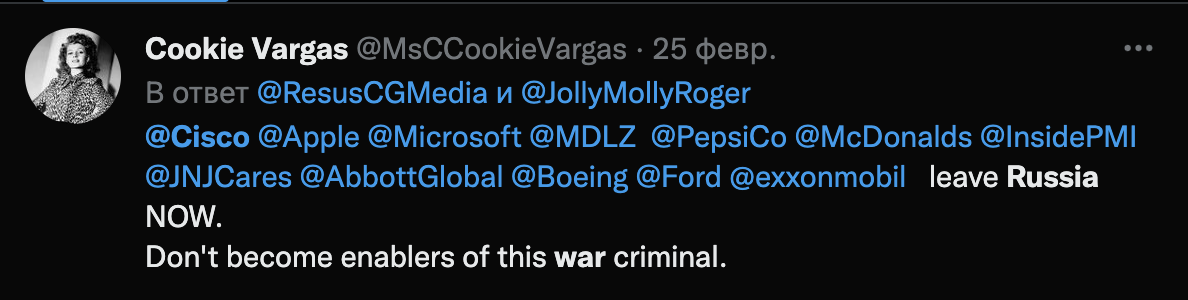 Cookie Vargas @MsCCookieVargas · 25 февр.
В ответ @ResusCGMedia и @JollyMollyRoger
@Cisco @Apple @Microsoft @MDLZ @PepsiCo @McDonalds @InsidePMI
@JNJCares @AbbottGlobal @Boeing @Ford @exxonmobil leave Russia
NOW.
Don't become enablers of this war criminal.